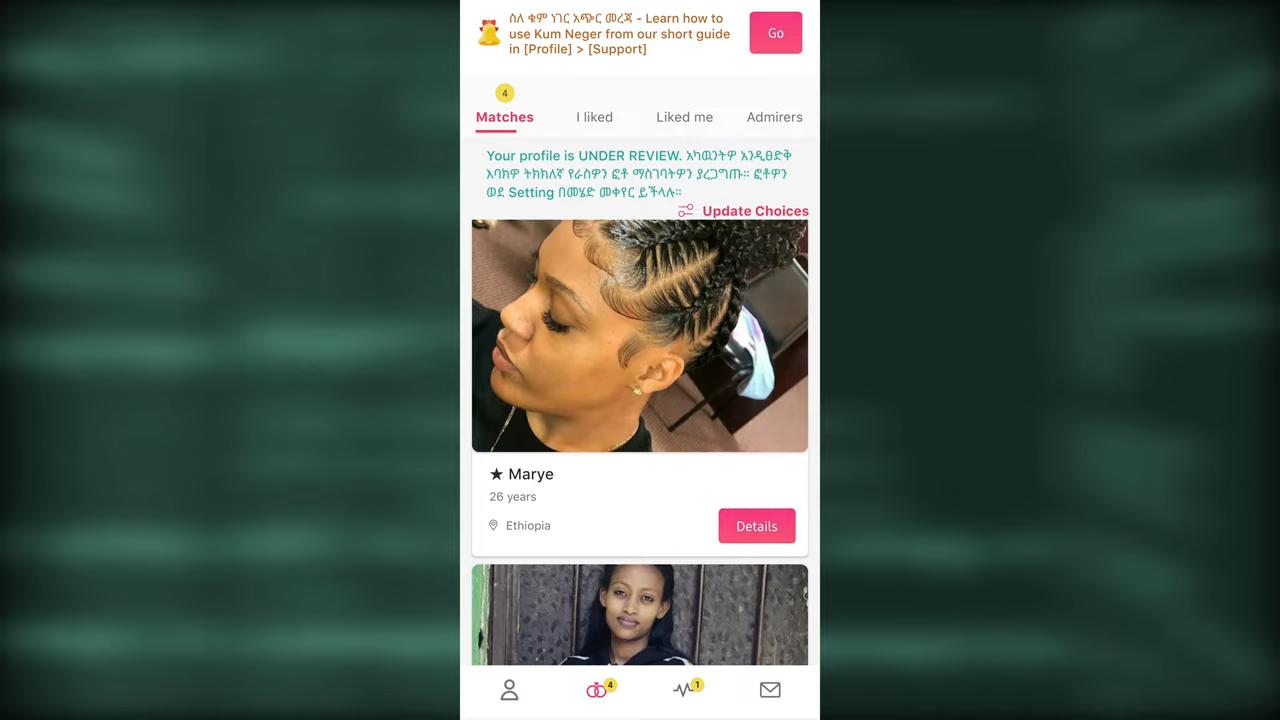 ስለ ቁም ነገር አጭር መረጃ - Learn how to
use Kum Neger from our short guide
in [Profile] > [Support]
Go
4
Matches
I liked
Liked me
Admirers
Your profile is UNDER REVIEW. እካዉንትዎ እንዲፀድቅ
እባክዎ ትክክለኛ የራስዎን ፎቶ ማስገባትዎን ያረጋግጡ። ፎቶዎን
ወደ Setting በመሄድ መቀየር ይችላሉ።
Update Choices
★ Marye
26 years
Ethiopia
Details
4
1